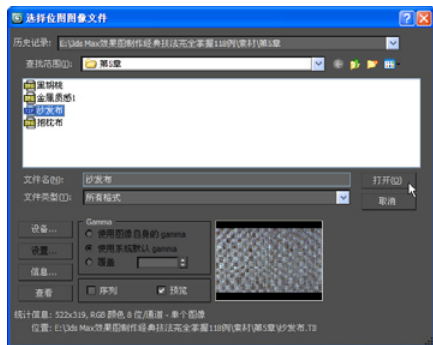 选择位图图像文件
历史记录: E:\3ds Max效果图制作经典技法完全掌握118例\素材\第5章
查找范围(I): 第5章
黑胡桃
金属质感1
沙发布
抱枕布
文件名(N): 沙发布 打开(O)
文件类型(T): 所有格式 取消
设备...
设置...
信息...
查看
Gamma
使用图像自身的 gamma
使用系统默认 gamma
覆盖
序列 预览
统计信息: 522x319, RGB 颜色 8 位/通道 - 单个图像
位置: E:\3ds Max效果图制作经典技法完全掌握118例\素材\第5章\沙发布.TI